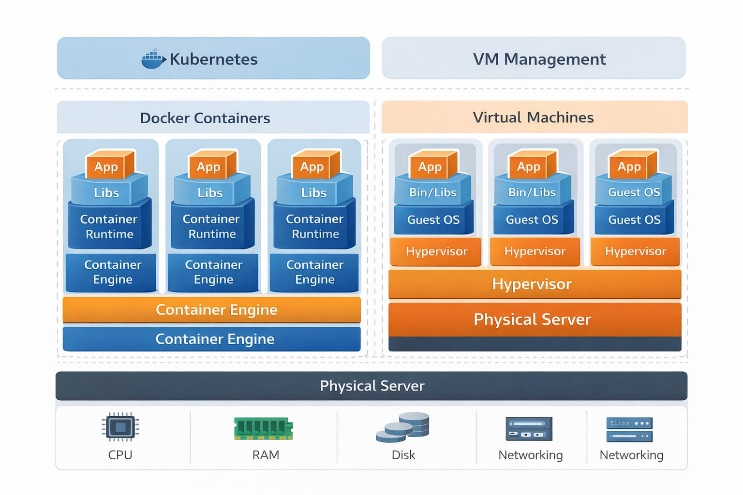 Kubernetes
VM Management
Docker Containers
Virtual Machines
App
App
App
Libs
Libs
Libs
Container
Runtime
Container
Runtime
Container
Runtime
Container
Engine
Container
Engine
Container
Engine
Container Engine
Container Engine
App
App
App
Bin/Libs
Bin/Libs
Guest OS
Guest OS
Guest OS
Guest OS
Hypervisor
Hypervisor
Hypervisor
Hypervisor
Physical Server
Physical Server
CPU
RAM
Disk
Networking
Networking